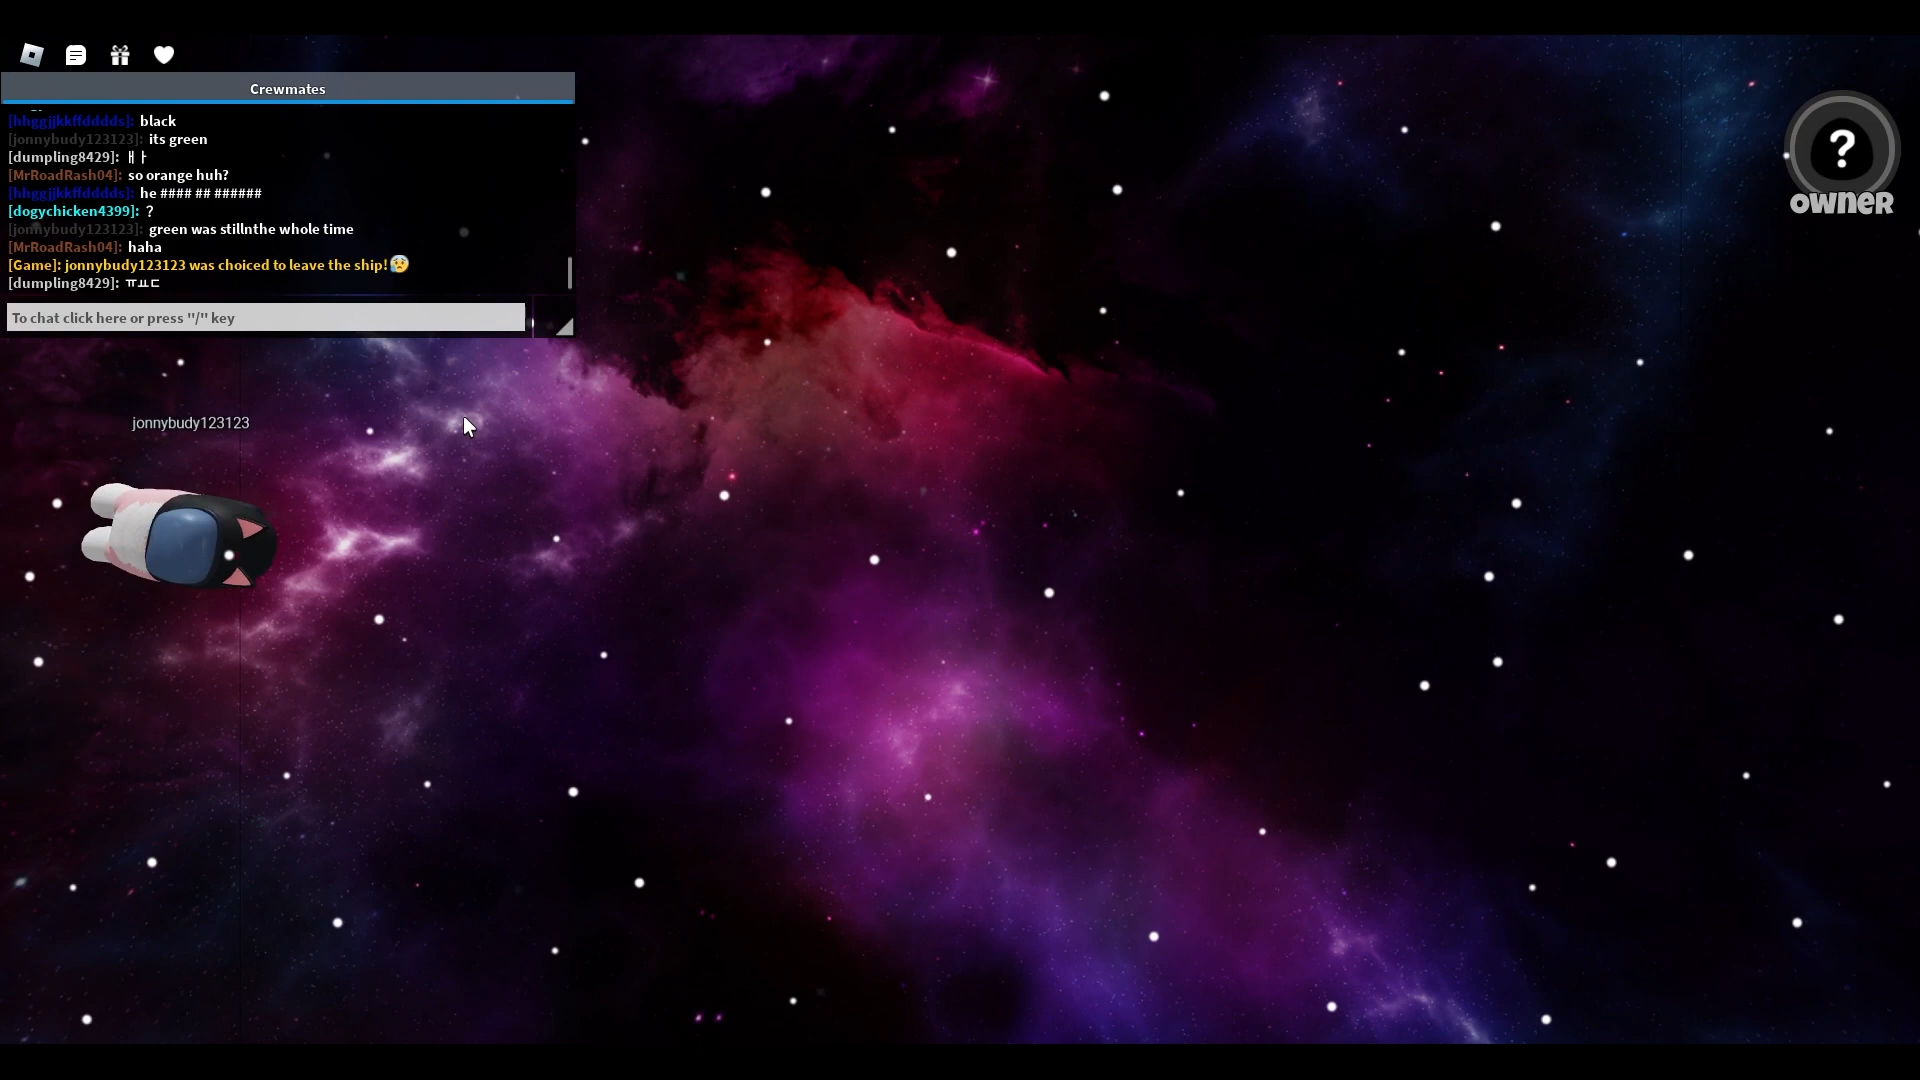 Crewmates
[hhggjjkkffdddds]: black
[jonnybudy123123]: its green
[dumpling8429]: ㅐㅏ
[MrRoadRash04]: so orange huh?
[hhggjjkkffdddds]: he #### ## ######
[dogychicken4399]: ?
[jonnybudy123123]: green was stillnthe whole time
[MrRoadRash04]: haha
[Game]: jonnybudy123123 was choiced to leave the ship!😰
[dumpling8429]: ㅠㅛㄷ
To chat click here or press "/" key
?
OWNER
jonnybudy123123